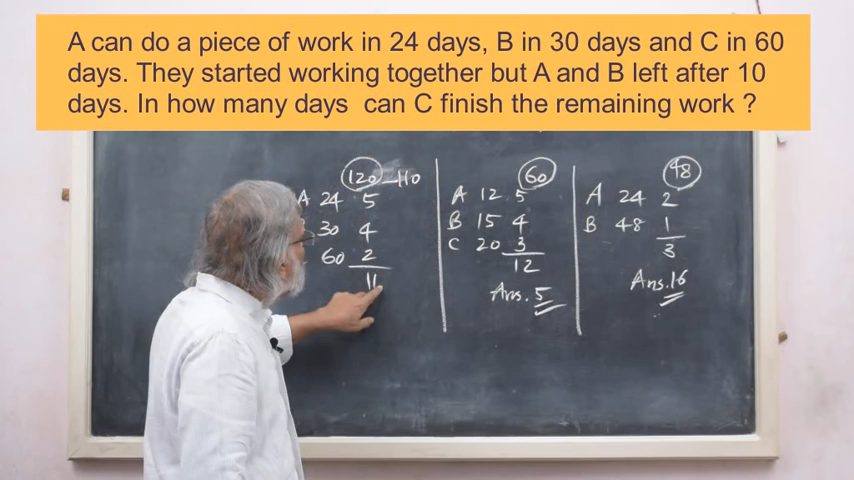 A can do a piece of work in 24 days, B in 30 days and C in 60
days. They started working together but A and B left after 10
days. In how many days can C finish the remaining work ?
120 -110
A 24 5
30 4
60 2
11
60
A 12 5
B 15 4
C 20 3
12
Ans. 5
48
A 24 2
B 48 1
3
Ans. 16